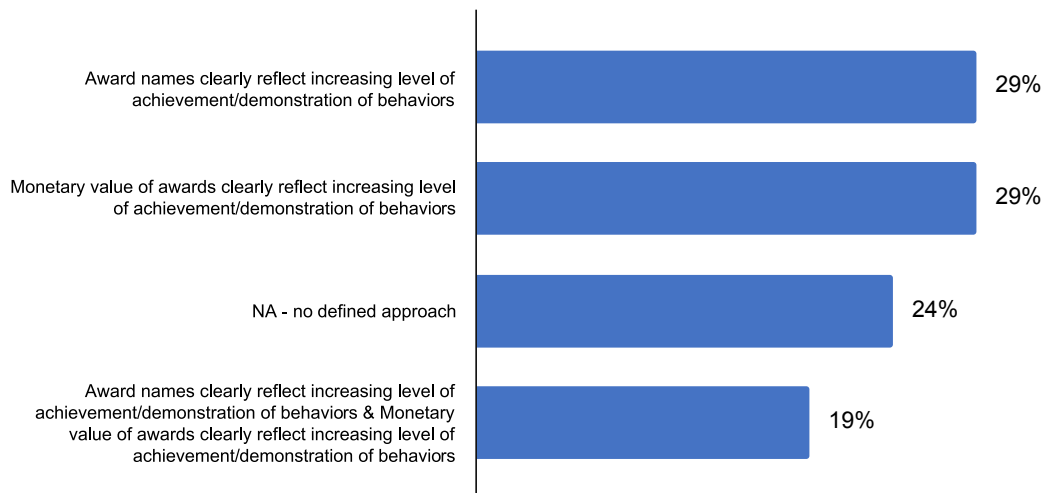 Award names clearly reflect increasing level of
achievement/demonstration of behaviors
29%
Monetary value of awards clearly reflect increasing level
of achievement/demonstration of behaviors
29%
NA - no defined approach
24%
Award names clearly reflect increasing level of
achievement/demonstration of behaviors & Monetary
value of awards clearly reflect increasing level of
achievement/demonstration of behaviors
19%